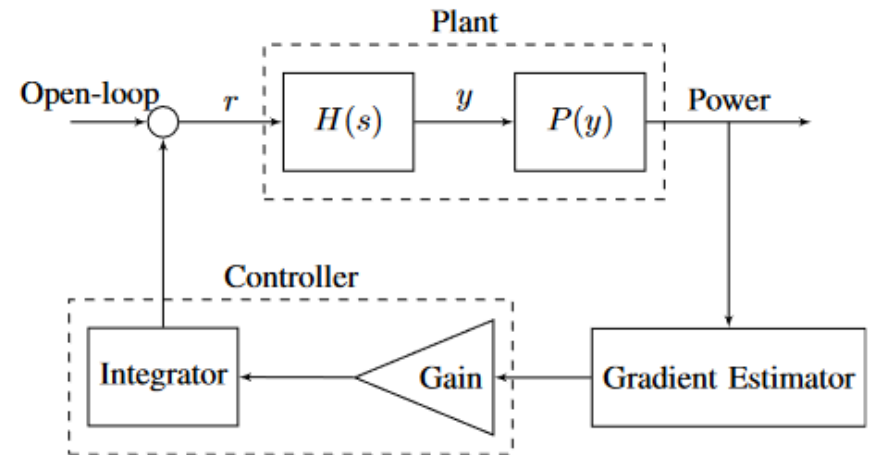 Plant
Open-loop
r
H(s)
y
P(y)
Power
Controller
Integrator
Gain
Gradient Estimator